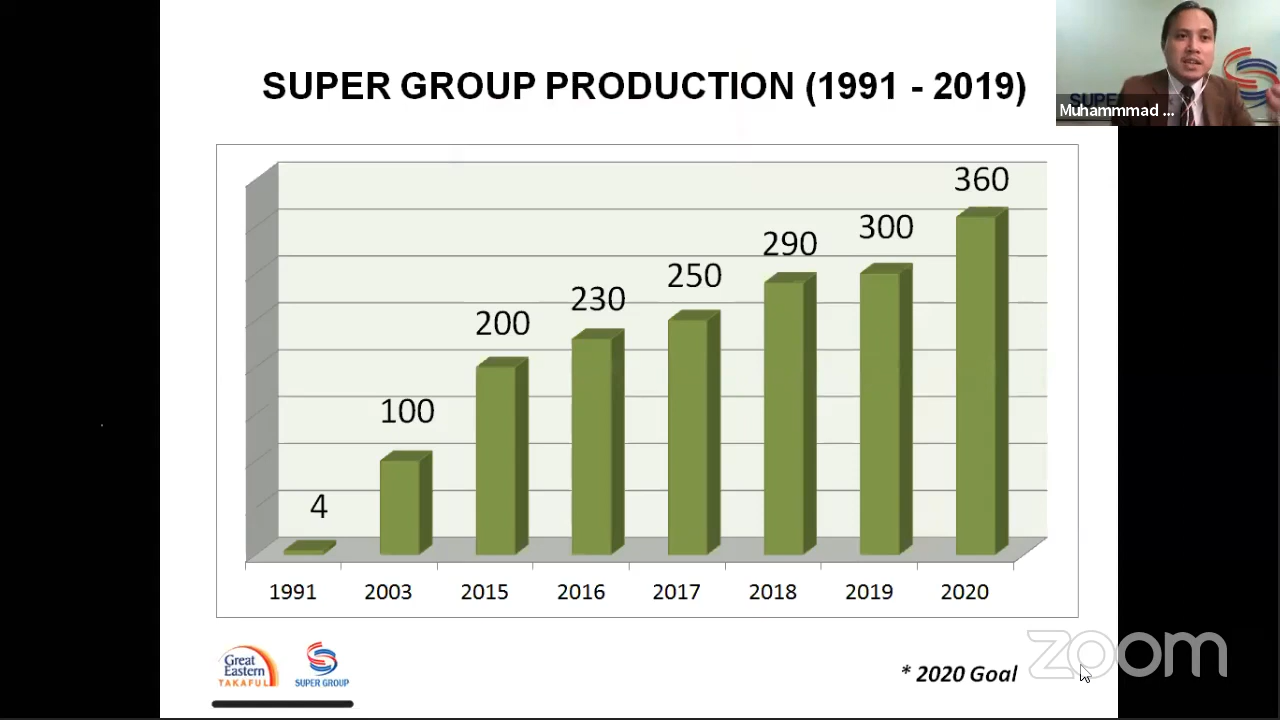 SUPER GROUP PRODUCTION (1991 - 2019)
SUPE
Muhammmad ...
360
300
290
250
230
200
100
4
1991 2003 2015 2016 2017 2018 2019 2020
Great
Eastern
TAKAFUL
SUPER GROUP
* 2020 Goal
zoom